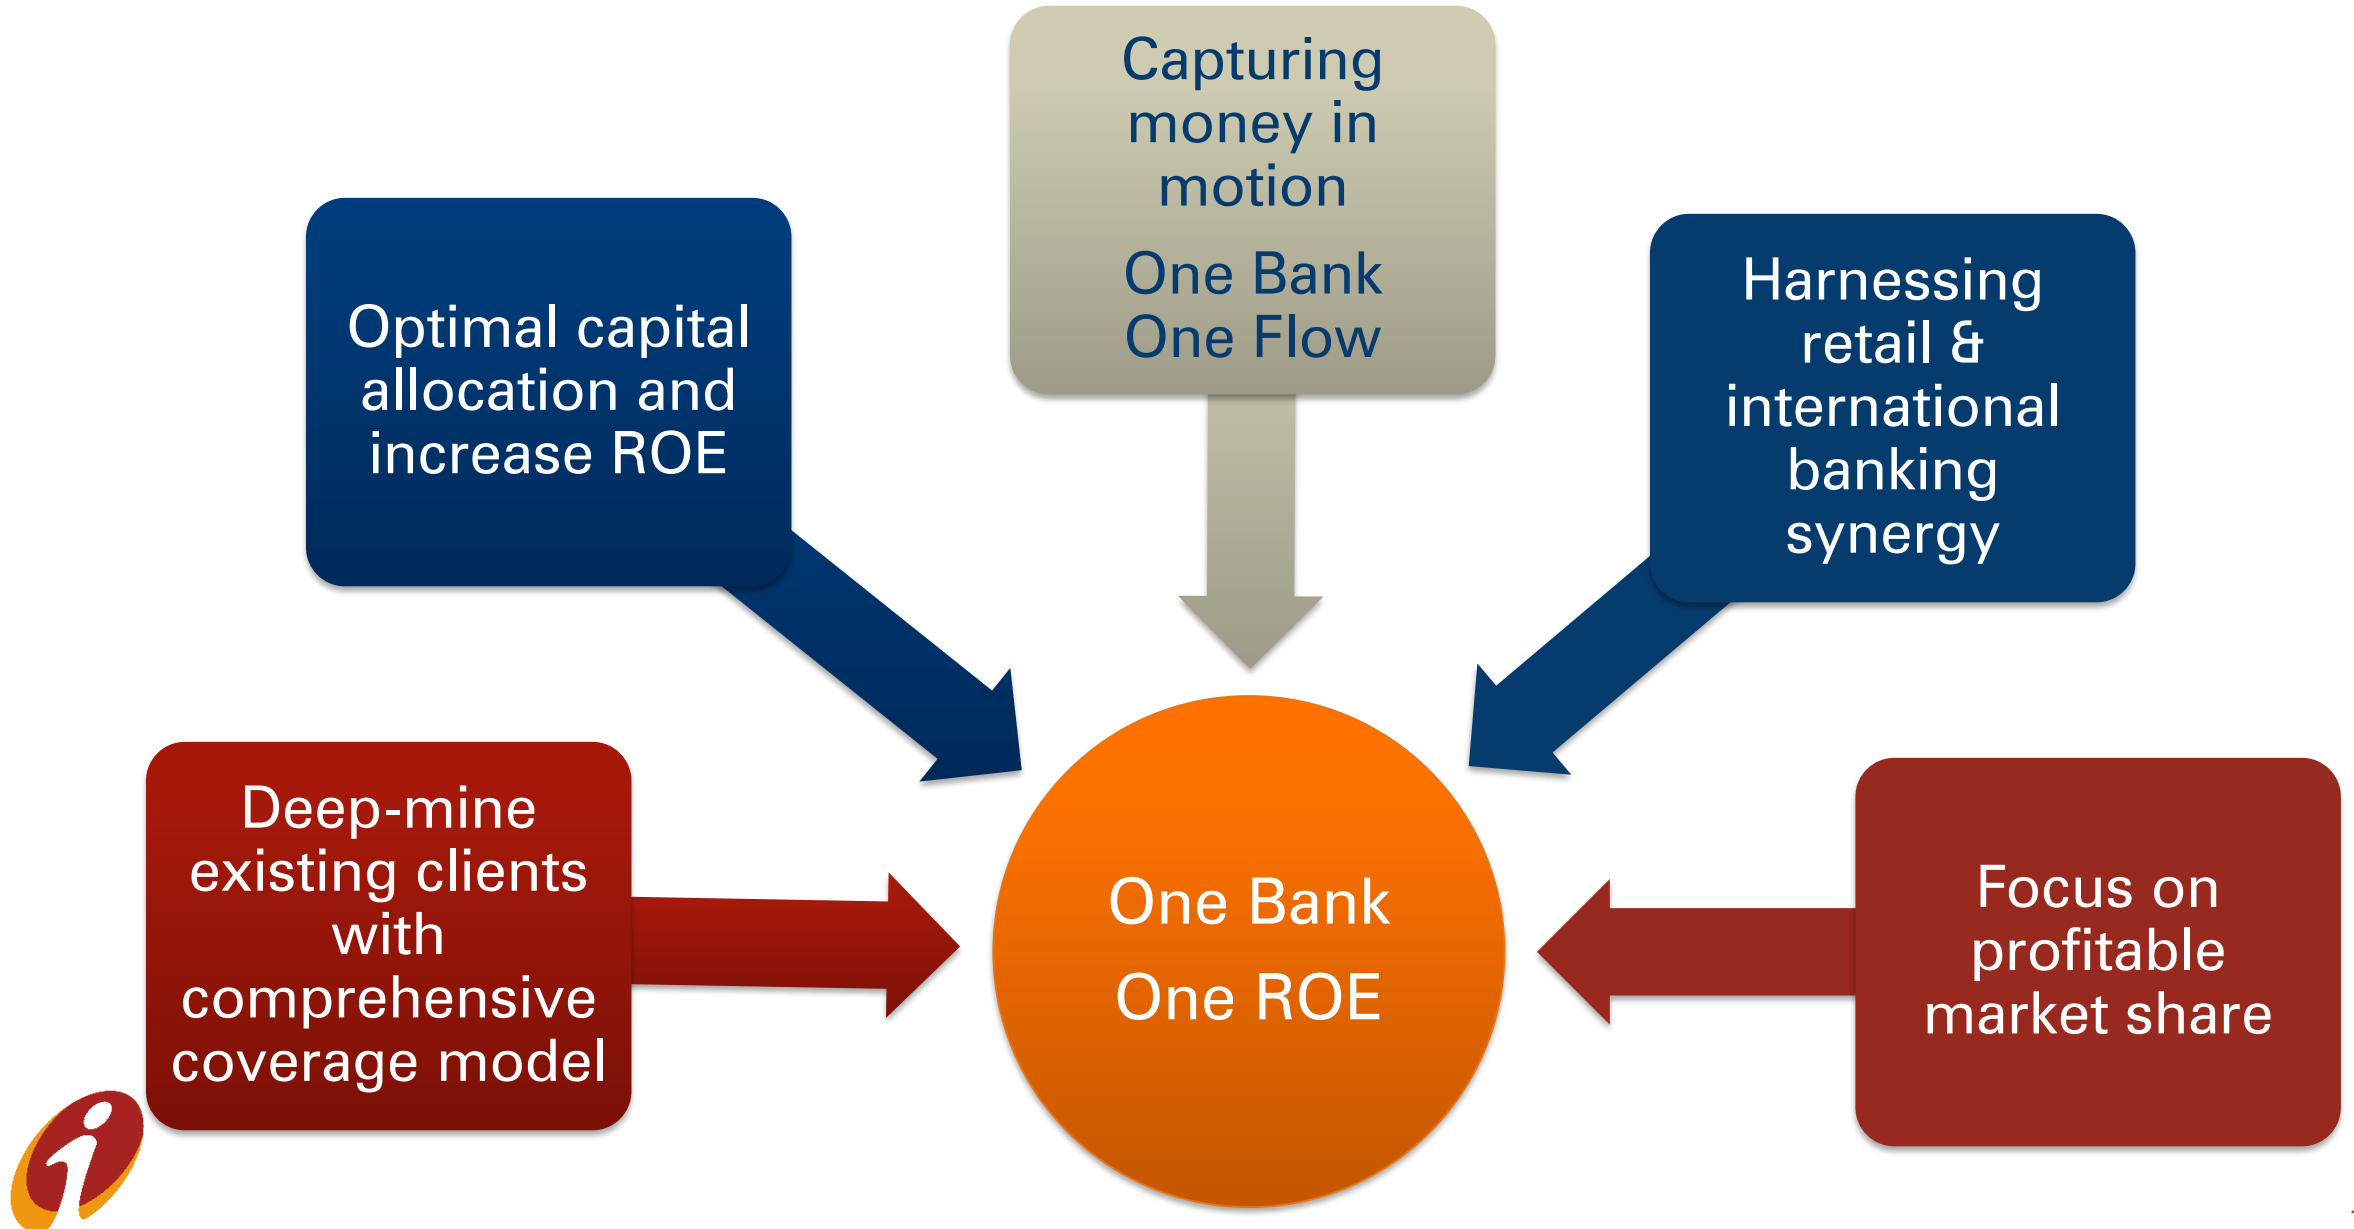 Capturing
money in
motion
One Bank
One Flow
Optimal capital
allocation and
increase ROE
Harnessing
retail &
international
banking
synergy
Deep-mine
existing clients
with
comprehensive
coverage model
One Bank
One ROE
Focus on
profitable
market share